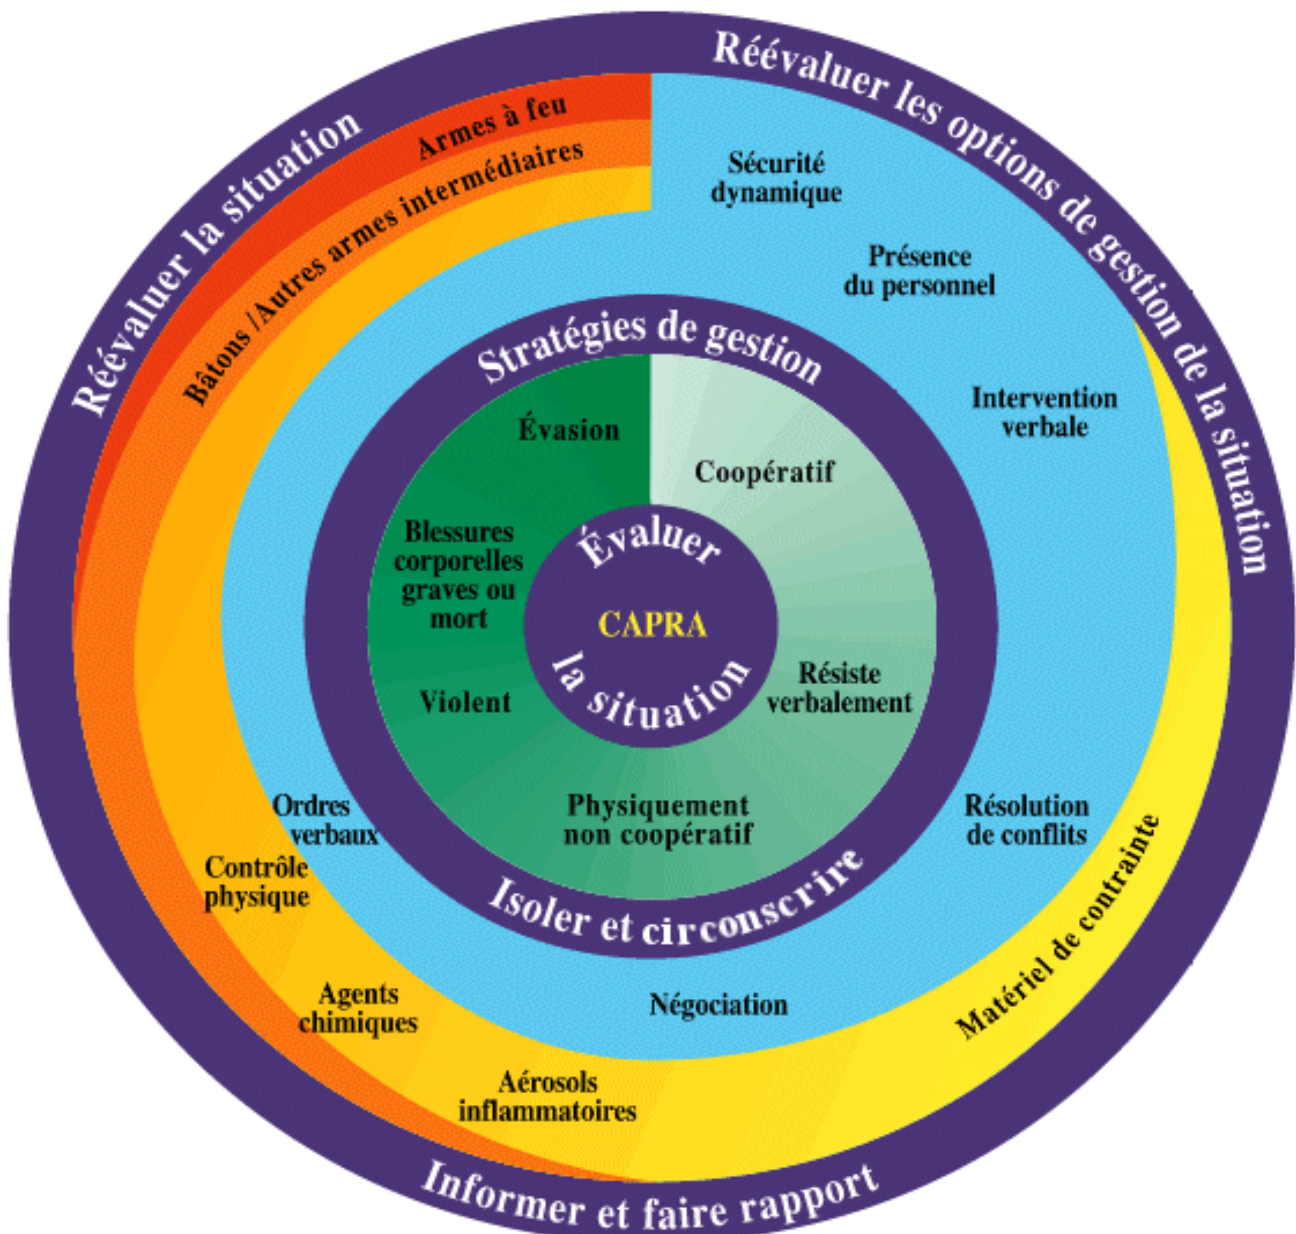 Réévaluer la situation
Réévaluer les options de gestion de la situation
Armes à feu
Bâtons /Autres armes intermédiaires
Sécurité
dynamique
Présence
du personnel
Intervention
verbale
Résolution
de conflits
Matériel de contrainte
Négociation
Aérosols
inflammatoires
Agents
chimiques
Contrôle
physique
Ordres
verbaux
Stratégies de gestion
Évasion
Coopératif
Blessures
corporelles
graves ou
mort
Résiste
verbalement
Violent
Physiquement
non coopératif
Évaluer
CAPRA
la situation
Isoler et circonscrire
Informer et faire rapport